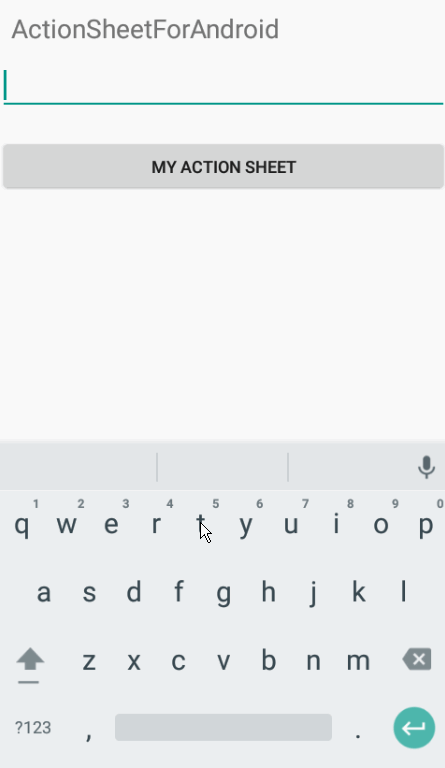 ActionSheetForAndroid
MY ACTION SHEET
1 2 3 4 5 6 7 8 9 0
q w e r t y u i o p
a s d f g h j k l
z x c v b n m
?123 , .